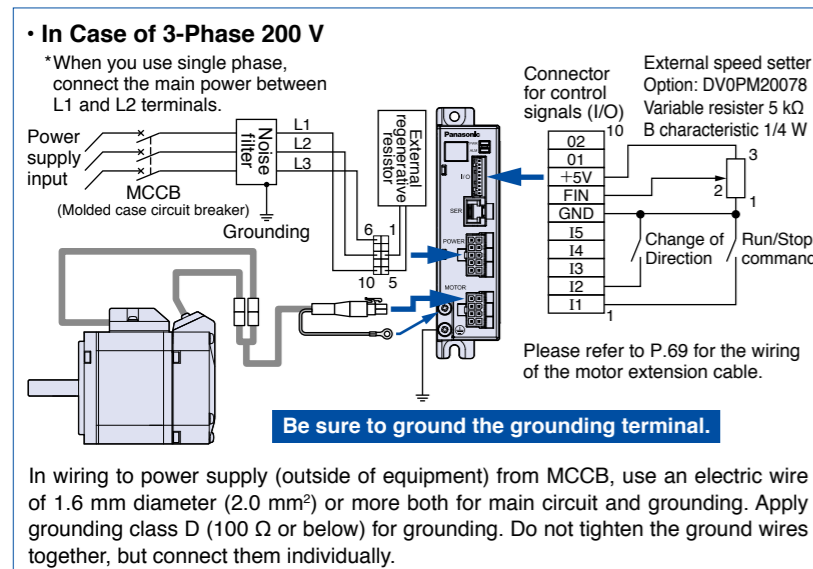 ・In Case of 3-Phase 200 V
*When you use single phase,
connect the main power between
L1 and L2 terminals.
Power
supply
input
MCCB
(Molded case circuit breaker)
Noise
filter
Grounding
L1
L2
L3
External
regenerative
resistor
6
1
10
5
Panasonic
I/O
SER
POWER
MOTOR
Connector
for control
signals (I/O)
External speed setter
Option: DV0PM20078
Variable resister 5 kΩ
B characteristic 1/4 W
10
02
01
+5V
FIN
GND
I5
I4
I3
I2
I1
1
3
2
1
Change of
Direction
Run/Stop
command
Please refer to P.69 for the wiring
of the motor extension cable.
Be sure to ground the grounding terminal.
In wiring to power supply (outside of equipment) from MCCB, use an electric wire
of 1.6 mm diameter (2.0 mm²) or more both for main circuit and grounding. Apply
grounding class D (100 Ω or below) for grounding. Do not tighten the ground wires
together, but connect them individually.